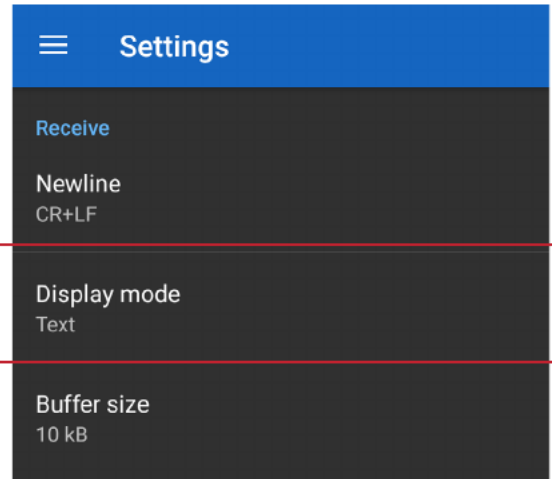 Settings
Receive
Newline
CR+LF
Display mode
Text
Buffer size
10 kB